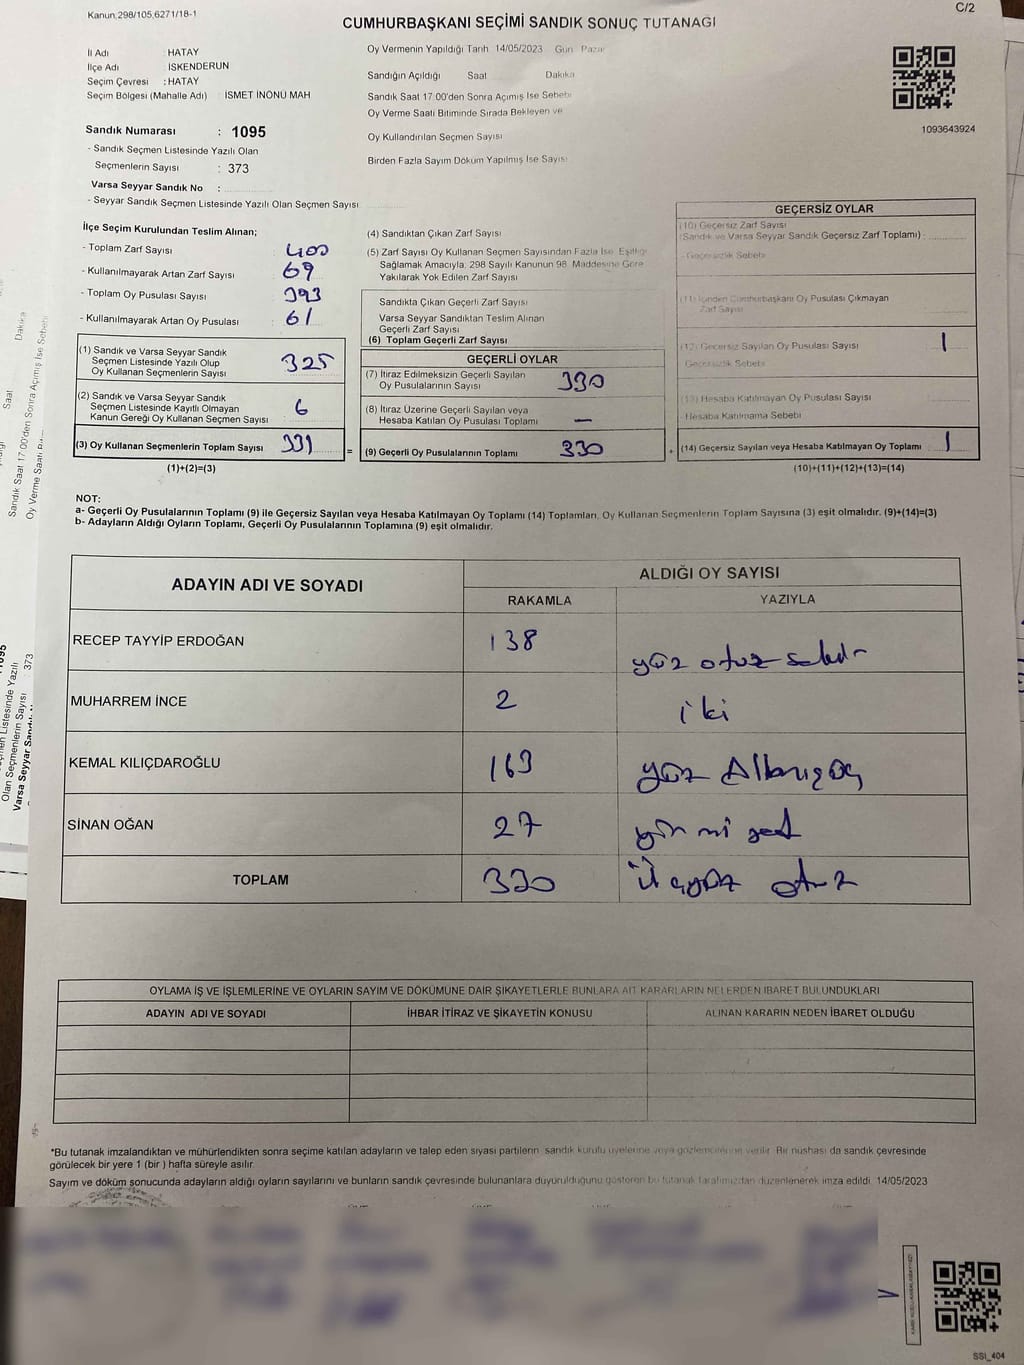 Kanun,298/105,6271/18-1
C/2
CUMHURBAŞKANI SEÇİMİ SANDIK SONUÇ TUTANAĞI
İl Adı : HATAY
İlçe Adı İSKENDERUN
Seçim Çevresi : HATAY
Seçim Bölgesi (Mahalle Adı) : İSMET İNÖNÜ MAH
Sandık Numarası : 1095
- Sandık Seçmen Listesinde Yazılı Olan
Seçmenlerin Sayısı : 373
Varsa Seyyar Sandık No :
- Seyyar Sandık Seçmen Listesinde Yazılı Olan Seçmen Sayısı
Oy Vermenin Yapıldığı Tarih 14/05/2023 Gün Pazar
Sandığın Açıldığı Saat Dakika
Sandık Saat 17:00'den Sonra Açımış İse Sebebi
Oy Verme Saati Bitiminde Sırada Bekleyen ve
Oy Kullandırılan Seçmen Sayısı
Birden Fazla Sayım Döküm Yapılmış İse Sayısı
1093643924
İlçe Seçim Kurulundan Teslim Alınan;
- Toplam Zarf Sayısı 400
- Kullanılmayarak Artan Zarf Sayısı 69
- Toplam Oy Pusulası Sayısı 393
- Kullanılmayarak Artan Oy Pusulası 61
(1) Sandık ve Varsa Seyyar Sandık
Seçmen Listesinde Yazılı Olup
Oy Kullanan Seçmenlerin Sayısı 325
(2) Sandık ve Varsa Seyyar Sandık
Seçmen Listesinde Kayıtlı Olmayan
Kanun Gereği Oy Kullanan Seçmen Sayısı 6
(3) Oy Kullanan Seçmenlerin Toplam Sayısı 331
(1)+(2)=(3)
(4) Sandıktan Çıkan Zarf Sayısı
(5) Zarf Sayısı Oy Kullanan Seçmen Sayısından Fazla İse, Eşitliği
Sağlamak Amacıyla; 298 Sayılı Kanunun 98. Maddesine Göre
Yakılarak Yok Edilen Zarf Sayısı
Sandıkta Çıkan Geçerli Zarf Sayısı
Varsa Seyyar Sandıktan Teslim Alınan
Geçerli Zarf Sayısı
(6) Toplam Geçerli Zarf Sayısı
GEÇERLİ OYLAR
(7) İtiraz Edilmeksizin Geçerli Sayılan
Oy Pusulalarının Sayısı 330
(8) İtiraz Üzerine Geçerli Sayılan veya
Hesaba Katılan Oy Pusulası Toplamı —
= (9) Geçerli Oy Pusulalarının Toplamı 330
GEÇERSİZ OYLAR
(10) Geçersiz Zarf Sayısı
(Sandık ve Varsa Seyyar Sandık Geçersiz Zarf Toplamı) :
- Geçersizlik Sebebi
(11) İçinden Cumhurbaşkanı Oy Pusulası Çıkmayan
Zarf Sayısı
(12) Geçersiz Sayılan Oy Pusulası Sayısı 1
Geçersizlik Sebebi
(13) Hesaba Katılmayan Oy Pusulası Sayısı
- Hesaba Katılmama Sebebi
+ (14) Geçersiz Sayılan veya Hesaba Katılmayan Oy Toplamı 1
(10)+(11)+(12)+(13)=(14)
NOT:
a- Geçerli Oy Pusulalarının Toplamı (9) ile Geçersiz Sayılan veya Hesaba Katılmayan Oy Toplamı (14) Toplamları, Oy Kullanan Seçmenlerin Toplam Sayısına (3) eşit olmalıdır. (9)+(14)=(3)
b- Adayların Aldığı Oyların Toplamı, Geçerli Oy Pusulalarının Toplamına (9) eşit olmalıdır.
ADAYIN ADI VE SOYADI ALDIĞI OY SAYISI
RAKAMLA YAZIYLA
RECEP TAYYİP ERDOĞAN 138 yüz otuz sekiz
MUHARREM İNCE 2 iki
KEMAL KILIÇDAROĞLU 163 yüz Altmışüç
SİNAN OĞAN 27 yirmi yedi
TOPLAM 330 Üçyüz otuz
OYLAMA İŞ VE İŞLEMLERİNE VE OYLARIN SAYIM VE DÖKÜMÜNE DAİR ŞİKAYETLERLE BUNLARA AİT KARARLARIN NELERDEN İBARET BULUNDUKLARI
ADAYIN ADI VE SOYADI İHBAR İTİRAZ VE ŞİKAYETİN KONUSU ALINAN KARARIN NEDEN İBARET OLDUĞU
*Bu tutanak imzalandıktan ve mühürlendikten sonra seçime katılan adayların ve talep eden siyasi partilerin sandık kurulu üyelerine veya gözlemcilerine verilir. Bir nüshası da sandık çevresinde
görülecek bir yere 1 (bir ) hafta süreyle asılır.
Sayım ve döküm sonucunda adayların aldığı oyların sayılarını ve bunların sandık çevresinde bulunanlara duyurulduğunu gösteren bu tutanak tarafımızdan düzenlenerek imza edildi. 14/05/2023
SSI_404